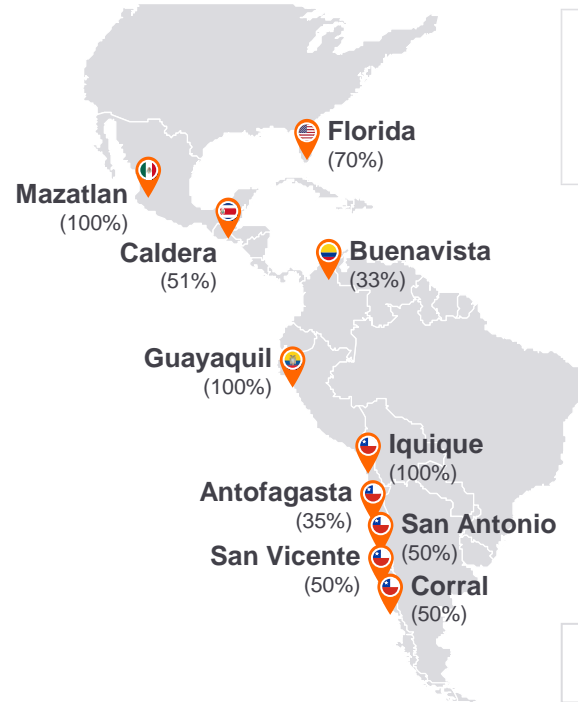 Florida
(70%)
Mazatlan
(100%)
Caldera
(51%)
Buenavista
(33%)
Guayaquil
(100%)
Iquique
(100%)
Antofagasta
(35%)
San Antonio
(50%)
San Vicente
(50%)
Corral
(50%)